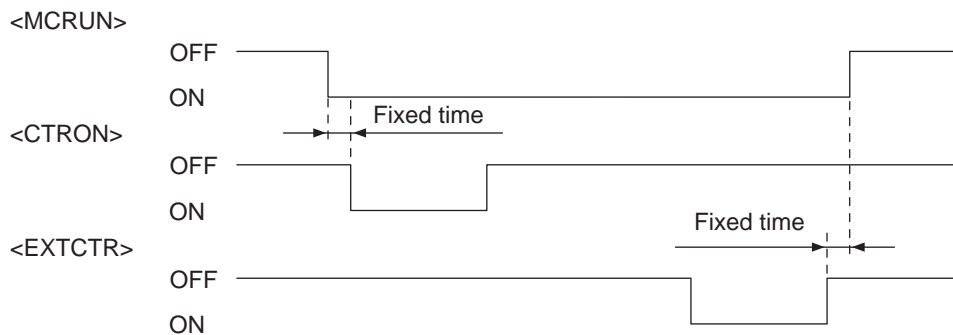 <MCRUN>
OFF
ON
Fixed time
<CTRON>
OFF
ON
Fixed time
<EXTCTR>
OFF
ON